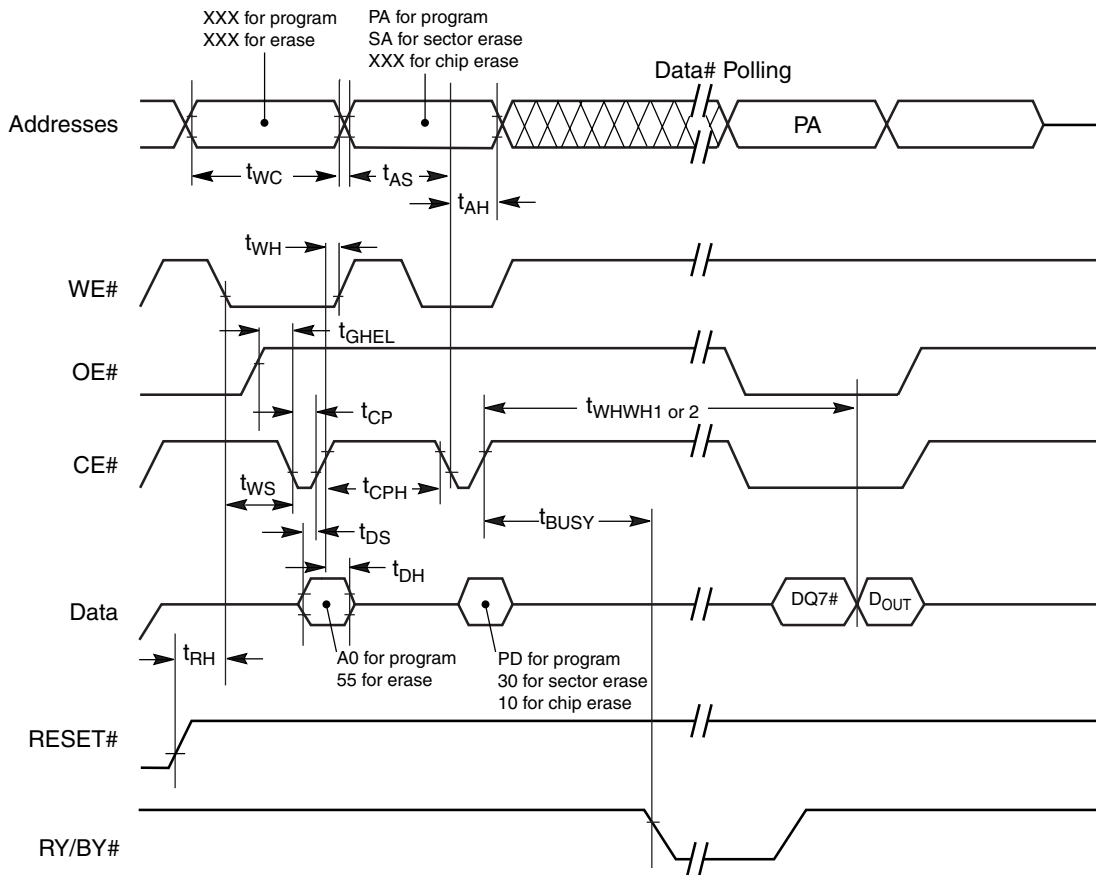 XXX for program
XXX for erase
PA for program
SA for sector erase
XXX for chip erase
Data# Polling
Addresses
PA
tWC
tAS
tAH
tWH
WE#
tGHEL
OE#
tWHWH1 or 2
tCP
CE#
tWS
tCPH
tBUSY
tDS
tDH
Data
DQ7#
DOUT
tRH
A0 for program
55 for erase
PD for program
30 for sector erase
10 for chip erase
RESET#
RY/BY#